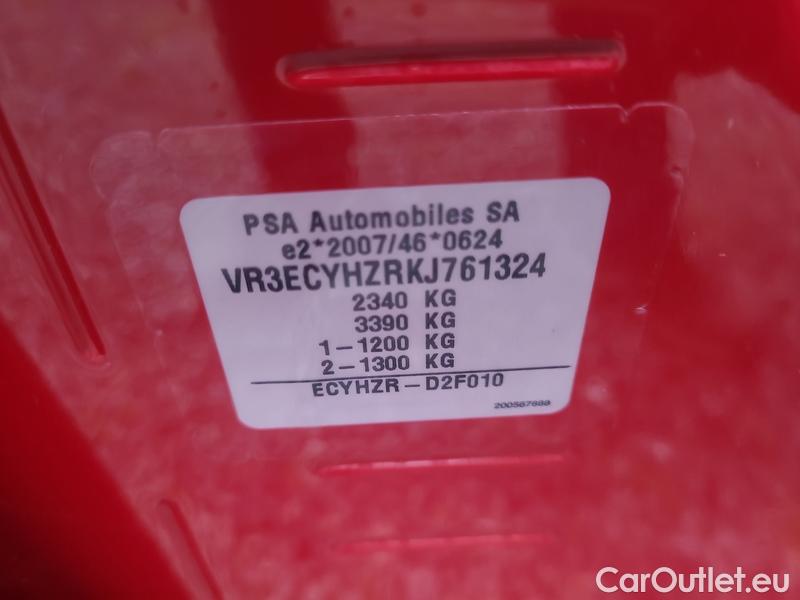 PSA Automobiles SA
e2*2007/46*0624
VR3ECYHZRKJ761324
2340 KG
3390 KG
1-1200 KG
2-1300 KG
ECYHZR-D2F010
CarOutlet.eu